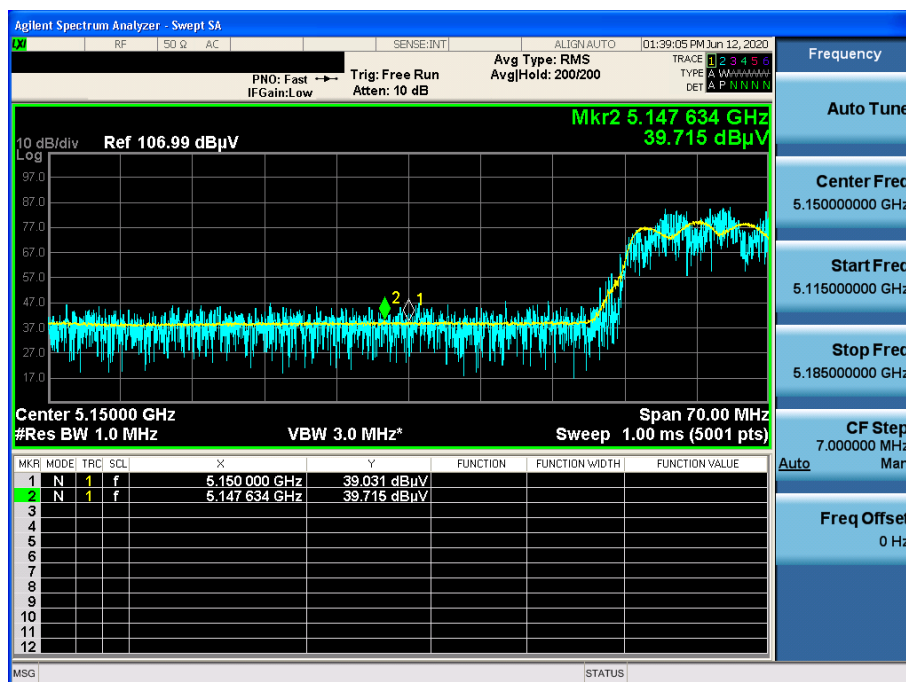 Agilent Spectrum Analyzer - Swept SA
LXI RF 50 Ω AC SENSE:INT ALIGN AUTO 01:39:05 PM Jun 12, 2020
Avg Type: RMS TRACE 1 2 3 4 5 6
PNO: Fast Trig: Free Run Avg|Hold: 200/200 TYPE A WWWWW
IFGain:Low Atten: 10 dB DET A P N N N N
Mkr2 5.147 634 GHz
39.715 dBµV
10 dB/div Ref 106.99 dBµV
Log
97.0
87.0
77.0
67.0
57.0
47.0
2 1
37.0
27.0
17.0
Center 5.15000 GHz Span 70.00 MHz
#Res BW 1.0 MHz VBW 3.0 MHz* Sweep 1.00 ms (5001 pts)
MKR MODE TRC SCL X Y FUNCTION FUNCTION WIDTH FUNCTION VALUE
1 N 1 f 5.150 000 GHz 39.031 dBµV
2 N 1 f 5.147 634 GHz 39.715 dBµV
3
4
5
6
7
8
9
10
11
12
MSG STATUS
Frequency
Auto Tune
Center Freq
5.150000000 GHz
Start Freq
5.115000000 GHz
Stop Freq
5.185000000 GHz
CF Step
7.000000 MHz
Auto Man
Freq Offset
0 Hz